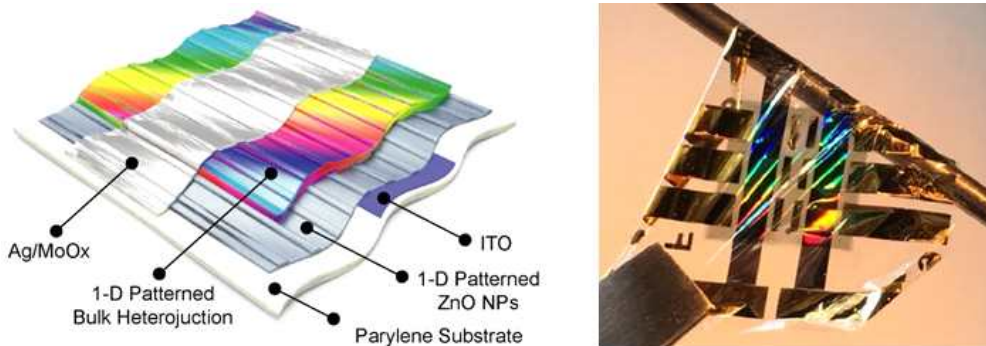 Ag/MoOx
1-D Patterned
Bulk Heterojuction
ITO
1-D Patterned
ZnO NPs
Parylene Substrate